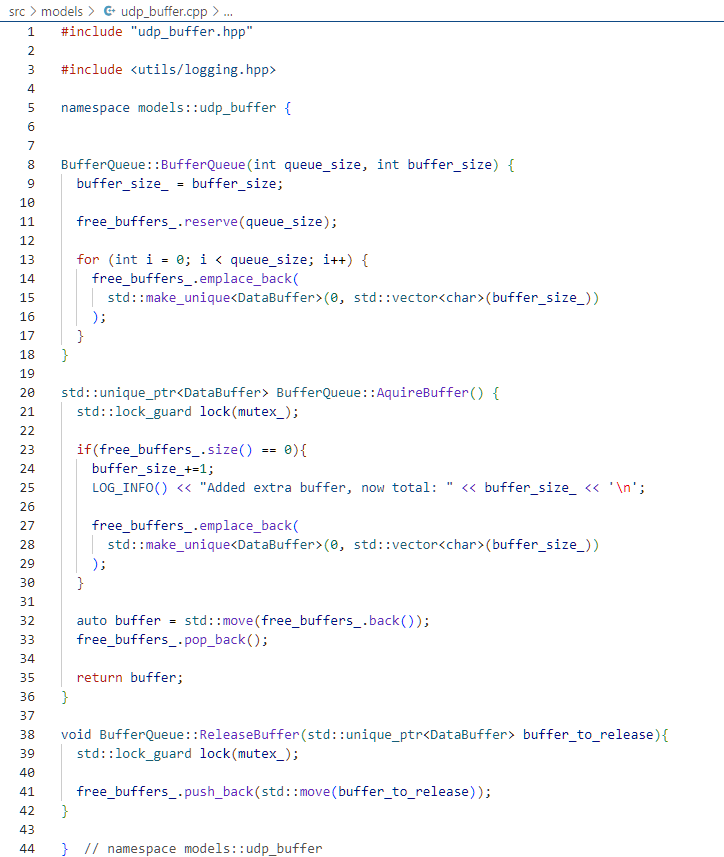 src > models > udp_buffer.cpp > ...
1 #include "udp_buffer.hpp"
2
3 #include <utils/logging.hpp>
4
5 namespace models::udp_buffer {
6
7
8 BufferQueue::BufferQueue(int queue_size, int buffer_size) {
9   buffer_size_ = buffer_size;
10
11   free_buffers_.reserve(queue_size);
12
13   for (int i = 0; i < queue_size; i++) {
14     free_buffers_.emplace_back(
15       std::make_unique<DataBuffer>(0, std::vector<char>(buffer_size_))
16     );
17   }
18 }
19
20 std::unique_ptr<DataBuffer> BufferQueue::AquireBuffer() {
21   std::lock_guard lock(mutex_);
22
23   if(free_buffers_.size() == 0){
24     buffer_size_+=1;
25     LOG_INFO() << "Added extra buffer, now total: " << buffer_size_ << '\n';
26
27     free_buffers_.emplace_back(
28       std::make_unique<DataBuffer>(0, std::vector<char>(buffer_size_))
29     );
30   }
31
32   auto buffer = std::move(free_buffers_.back());
33   free_buffers_.pop_back();
34
35   return buffer;
36 }
37
38 void BufferQueue::ReleaseBuffer(std::unique_ptr<DataBuffer> buffer_to_release){
39   std::lock_guard lock(mutex_);
40
41   free_buffers_.push_back(std::move(buffer_to_release));
42 }
43
44 }  // namespace models::udp_buffer